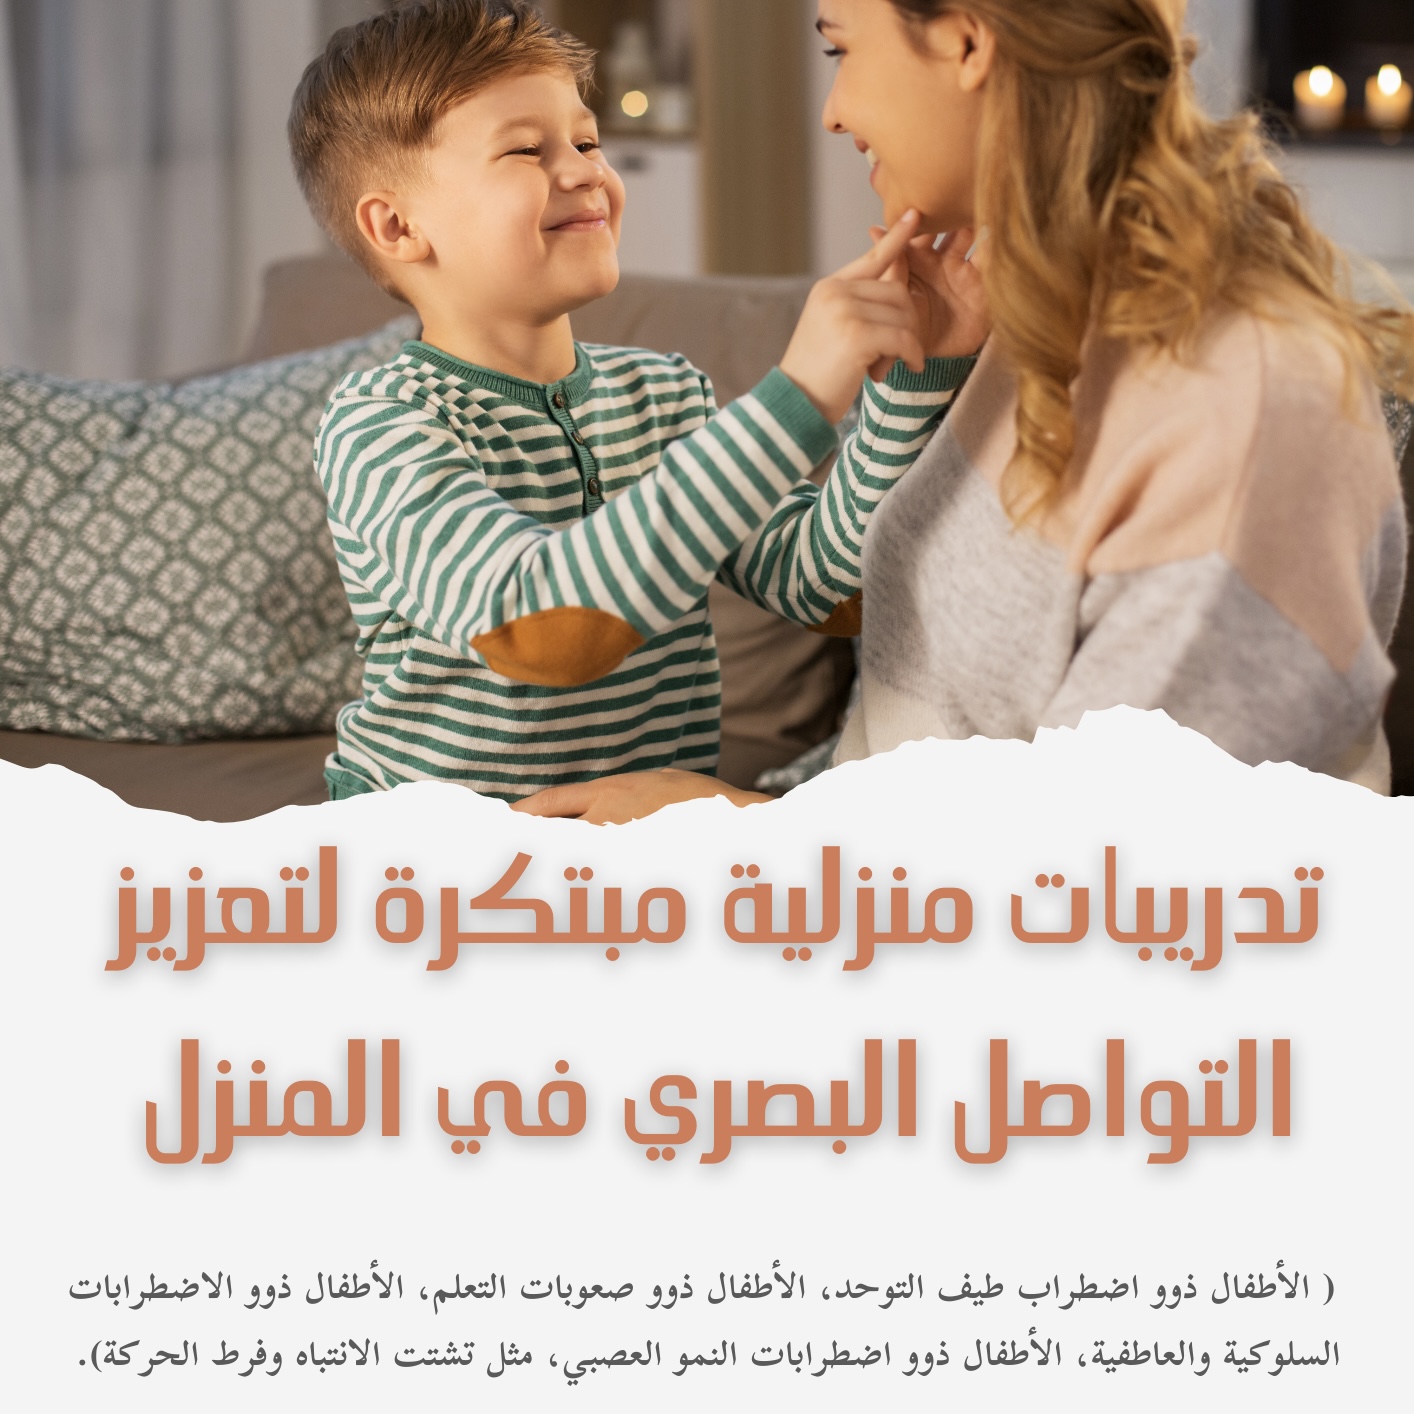 تدريبات منزلية مبتكرة لتعزيز
التواصل البصري في المنزل
( الأطفال ذوو اضطراب طيف التوحد، الأطفال ذوو صعوبات التعلم، الأطفال ذوو الاضطرابات
السلوكية والعاطفية، الأطفال ذوو اضطرابات النمو العصبي، مثل تشتت الانتباه وفرط الحركة).